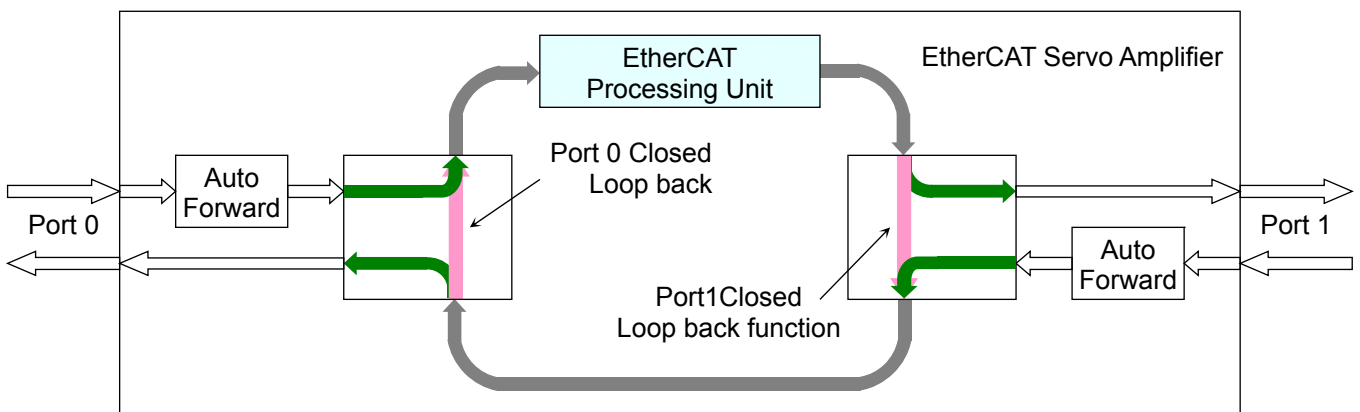 EtherCAT
Processing Unit
EtherCAT Servo Amplifier
Port 0 Closed
Loop back
Auto
Forward
Port 0
Port 1
Auto
Forward
Port1Closed
Loop back function